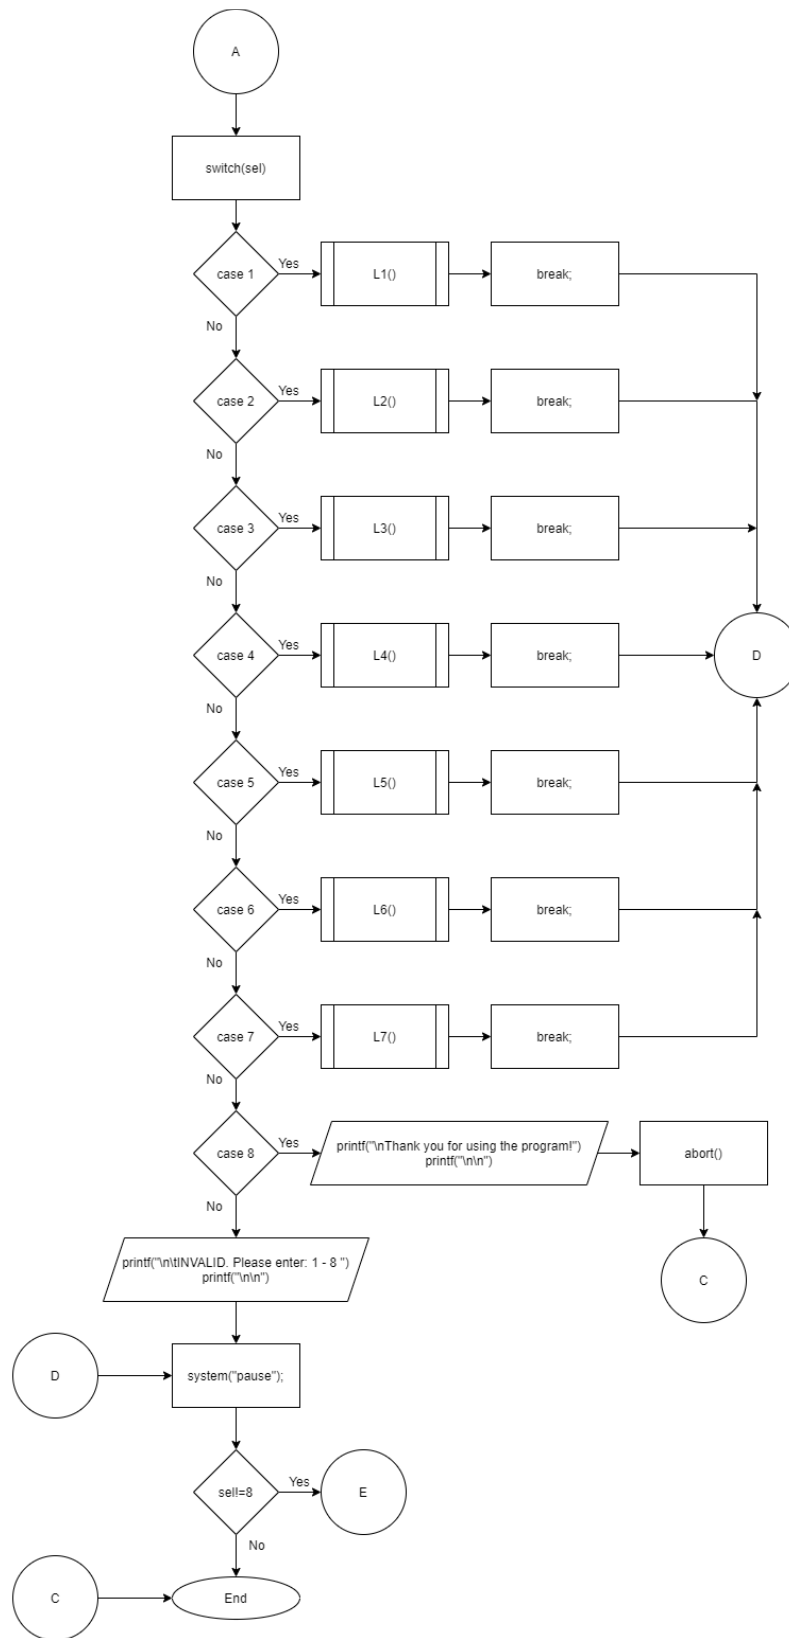 A
switch(sel)
case 1
Yes
L1()
break;
No
case 2
Yes
L2()
break;
No
case 3
Yes
L3()
break;
No
case 4
Yes
L4()
break;
D
No
case 5
Yes
L5()
break;
No
case 6
Yes
L6()
break;
No
case 7
Yes
L7()
break;
No
case 8
Yes
printf("\nThank you for using the program!")
printf("\n\n")
abort()
No
printf("\n\tINVALID. Please enter: 1 - 8 ")
printf("\n\n")
C
D
system("pause");
sel!=8
Yes
E
No
C
End